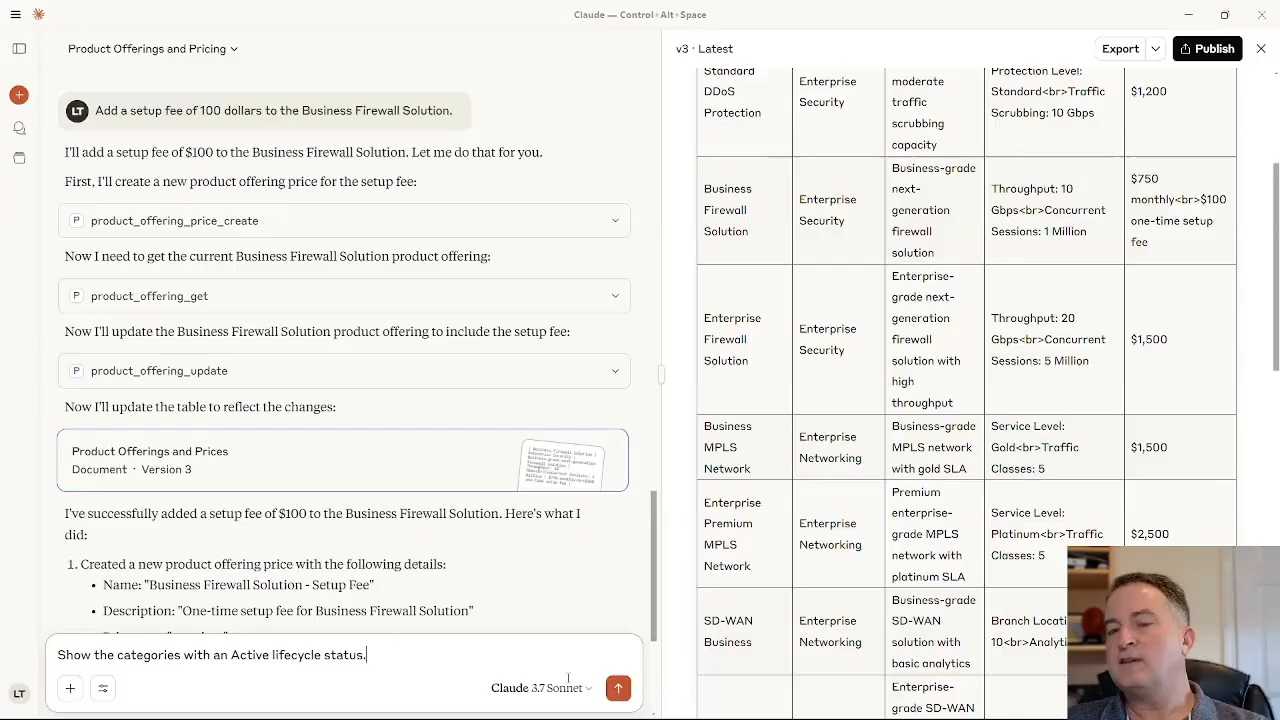 Claude — Control+Alt+Space
Product Offerings and Pricing
LT
Add a setup fee of 100 dollars to the Business Firewall Solution.
I'll add a setup fee of $100 to the Business Firewall Solution. Let me do that for you.
First, I'll create a new product offering price for the setup fee:
P
product_offering_price_create
Now I need to get the current Business Firewall Solution product offering:
P
product_offering_get
Now I'll update the Business Firewall Solution product offering to include the setup fee:
P
product_offering_update
Now I'll update the table to reflect the changes:
Product Offerings and Prices
Document · Version 3
I've successfully added a setup fee of $100 to the Business Firewall Solution. Here's what I
did:
1. Created a new product offering price with the following details:
• Name: "Business Firewall Solution - Setup Fee"
• Description: "One-time setup fee for Business Firewall Solution"
Show the categories with an Active lifecycle status.
Claude 3.7 Sonnet
LT
v3 · Latest
Export
Publish
Standard
DDoS
Protection
Enterprise
Security
moderate
traffic
scrubbing
capacity
Protection Level:
Standard<br>Traffic
Scrubbing: 10 Gbps
$1,200
Business
Firewall
Solution
Enterprise
Security
Business-grade
next-
generation
firewall
solution
Throughput: 10
Gbps<br>Concurrent
Sessions: 1 Million
$750
monthly<br>$100
one-time setup
fee
Enterprise
Firewall
Solution
Enterprise
Security
Enterprise-
grade next-
generation
firewall
solution with
high
throughput
Throughput: 20
Gbps<br>Concurrent
Sessions: 5 Million
$1,500
Business
MPLS
Network
Enterprise
Networking
Business-grade
MPLS network
with gold SLA
Service Level:
Gold<br>Traffic
Classes: 5
$1,500
Enterprise
Premium
MPLS
Network
Enterprise
Networking
Premium
enterprise-
grade MPLS
network with
platinum SLA
Service Level:
Platinum<br>Traffic
Classes: 5
$2,500
SD-WAN
Business
Enterprise
Networking
Business-grade
SD-WAN
solution with
basic analytics
Branch Locati
10<br>Analyti
Enterprise-
grade SD-WAN